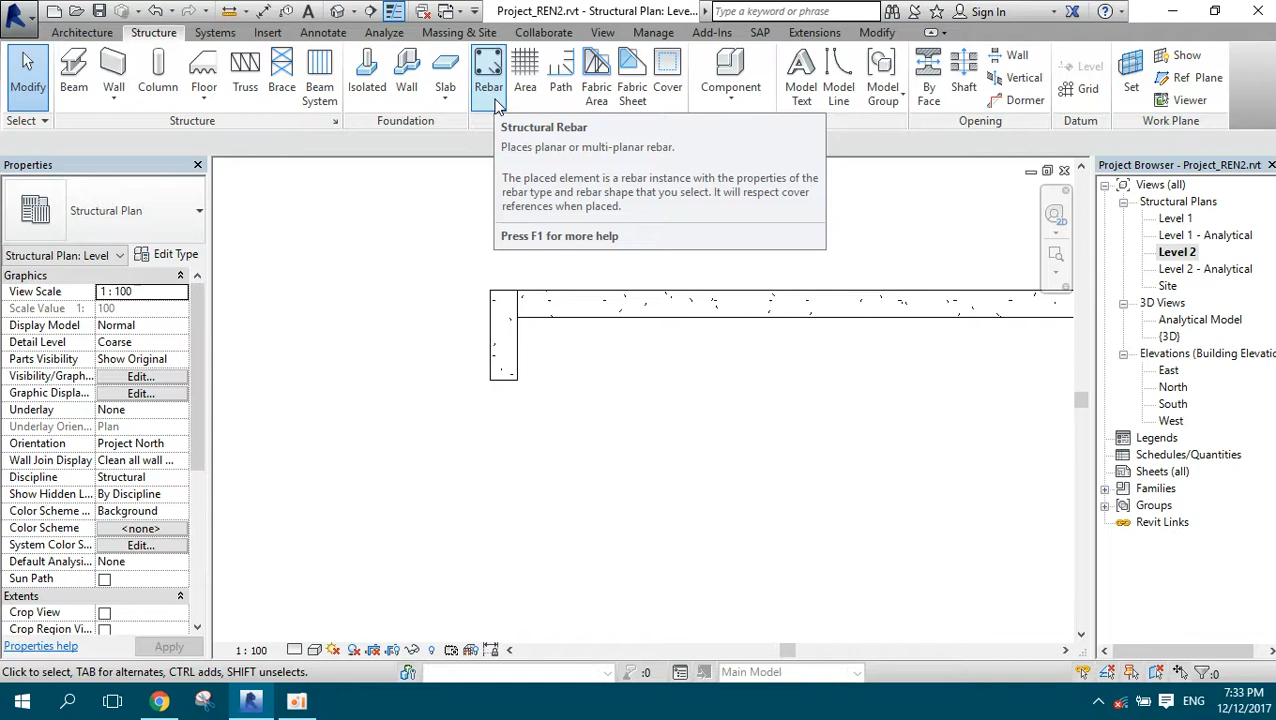 Project_REN2.rvt - Structural Plan: Leve...
Type a keyword or phrase
Sign In
Architecture
Structure
Systems
Insert
Annotate
Analyze
Massing & Site
Collaborate
View
Manage
Add-Ins
SAP
Extensions
Modify
Modify
Beam
Wall
Column
Floor
Truss
Brace
Beam
System
Isolated
Wall
Slab
Rebar
Area
Path
Fabric
Area
Fabric
Sheet
Cover
Component
Model
Text
Model
Line
Model
Group
By
Face
Shaft
Wall
Vertical
Dormer
Level
Grid
Set
Show
Ref Plane
Viewer
Select
Structure
Foundation
Opening
Datum
Work Plane
Structural Rebar
Places planar or multi-planar rebar.
The placed element is a rebar instance with the properties of the
rebar type and rebar shape that you select. It will respect cover
references when placed.
Press F1 for more help
Properties
Structural Plan
Structural Plan: Level
Edit Type
Graphics
View Scale 1 : 100
Scale Value 1: 100
Display Model Normal
Detail Level Coarse
Parts Visibility Show Original
Visibility/Graph... Edit...
Graphic Displa... Edit...
Underlay None
Underlay Orien... Plan
Orientation Project North
Wall Join Display Clean all wall ...
Discipline Structural
Show Hidden L... By Discipline
Color Scheme ... Background
Color Scheme <none>
System Color S... Edit...
Default Analysi... None
Sun Path
Extents
Crop View
Crop Region Vi...
Properties help
Apply
2D
Project Browser - Project_REN2.rvt
Views (all)
Structural Plans
Level 1
Level 1 - Analytical
Level 2
Level 2 - Analytical
Site
3D Views
Analytical Model
{3D}
Elevations (Building Elevatio
East
North
South
West
Legends
Schedules/Quantities
Sheets (all)
Families
Groups
Revit Links
1 : 100
Click to select, TAB for alternates, CTRL adds, SHIFT unselects.
:0
Main Model
:0
ENG
7:33 PM
12/12/2017